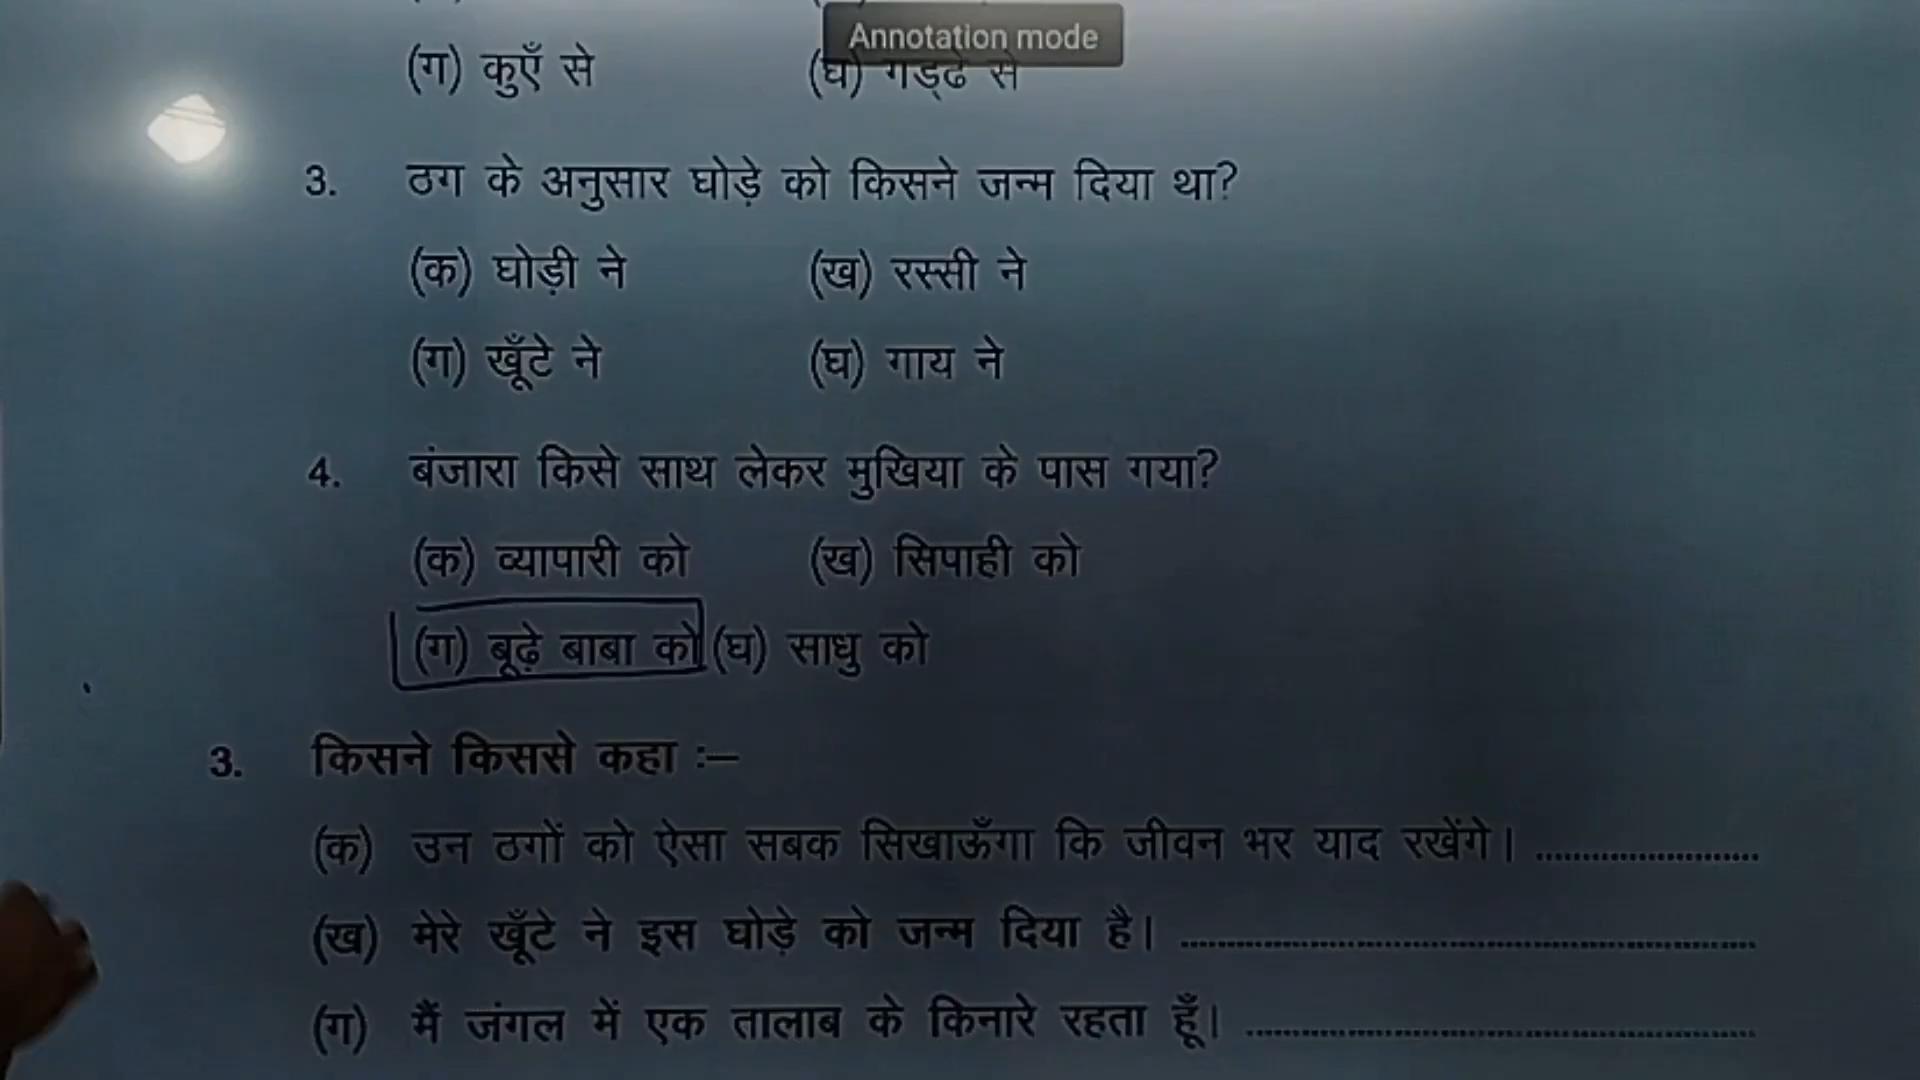 Annotation mode
(ग) कुएँ से (घ) गड्ढे से
3. ठग के अनुसार घोड़े को किसने जन्म दिया था?
(क) घोड़ी ने (ख) रस्सी ने
(ग) खूँटे ने (घ) गाय ने
4. बंजारा किसे साथ लेकर मुखिया के पास गया?
(क) व्यापारी को (ख) सिपाही को
(ग) बूढ़े बाबा को (घ) साधु को
3. किसने किससे कहा :–
(क) उन ठगों को ऐसा सबक सिखाऊँगा कि जीवन भर याद रखेंगे। ........................
(ख) मेरे खूँटे ने इस घोड़े को जन्म दिया है। ............................................................
(ग) मैं जंगल में एक तालाब के किनारे रहता हूँ। .....................................................